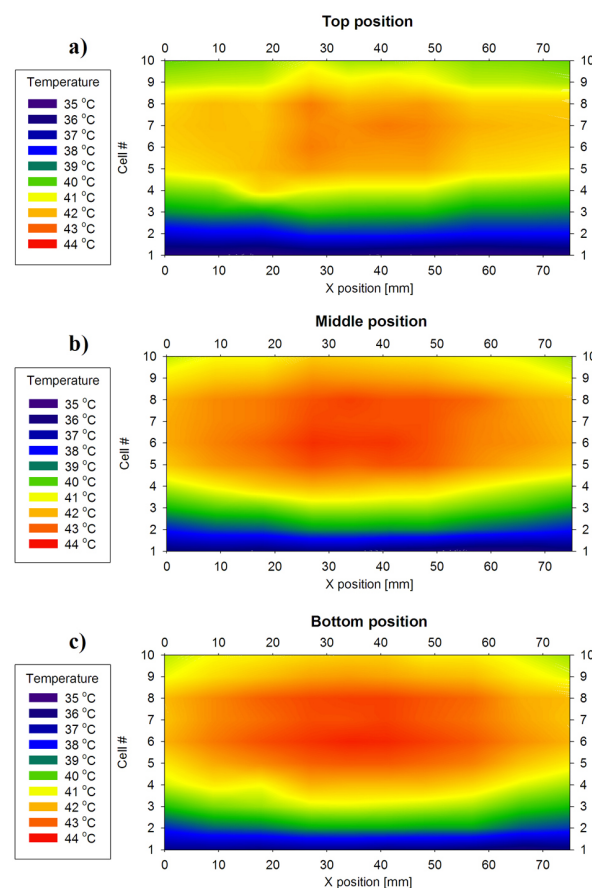 a)
Top position
0 10 20 30 40 50 60 70
Temperature
35 °C
36 °C
37 °C
38 °C
39 °C
40 °C
41 °C
42 °C
43 °C
44 °C
Cell #
10 10
9 9
8 8
7 7
6 6
5 5
4 4
3 3
2 2
1 1
0 10 20 30 40 50 60 70
X position [mm]
b)
Middle position
0 10 20 30 40 50 60 70
Temperature
35 °C
36 °C
37 °C
38 °C
39 °C
40 °C
41 °C
42 °C
43 °C
44 °C
Cell #
10 10
9 9
8 8
7 7
6 6
5 5
4 4
3 3
2 2
1 1
0 10 20 30 40 50 60 70
X position [mm]
c)
Bottom position
0 10 20 30 40 50 60 70
Temperature
35 °C
36 °C
37 °C
38 °C
39 °C
40 °C
41 °C
42 °C
43 °C
44 °C
Cell #
10 10
9 9
8 8
7 7
6 6
5 5
4 4
3 3
2 2
1 1
0 10 20 30 40 50 60 70
X position [mm]